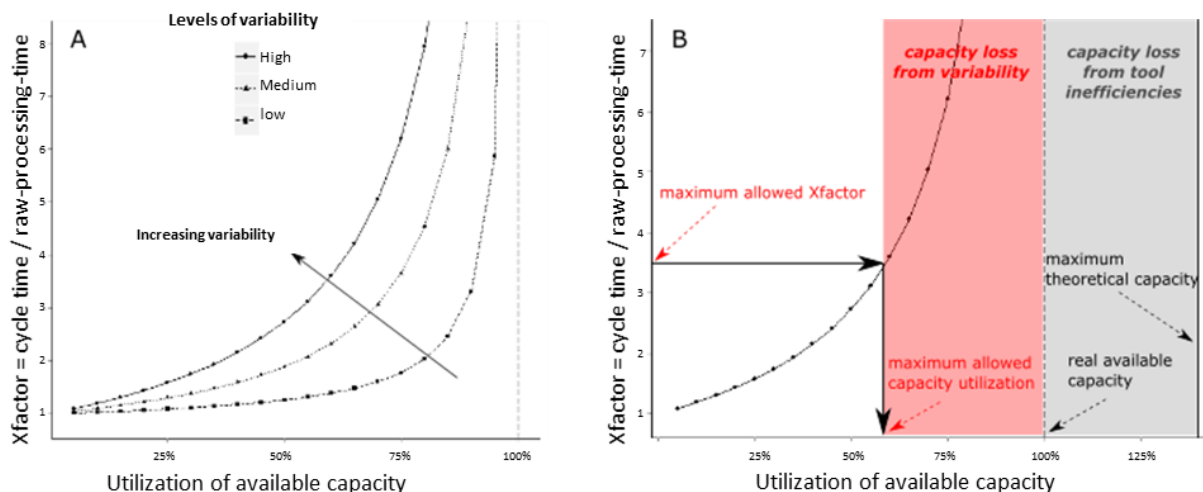 Levels of variability
A
High
Medium
low
Increasing variability
8
7
6
5
4
3
2
1
25%
50%
75%
100%
Xfactor = cycle time / raw-processing-time
Utilization of available capacity
B
capacity loss
from variability
capacity loss
from tool
inefficiencies
maximum allowed Xfactor
maximum
theoretical capacity
maximum allowed
capacity utilization
real available
capacity
7
6
5
4
3
2
1
25%
50%
75%
100%
125%
Xfactor = cycle time / raw-processing-time
Utilization of available capacity